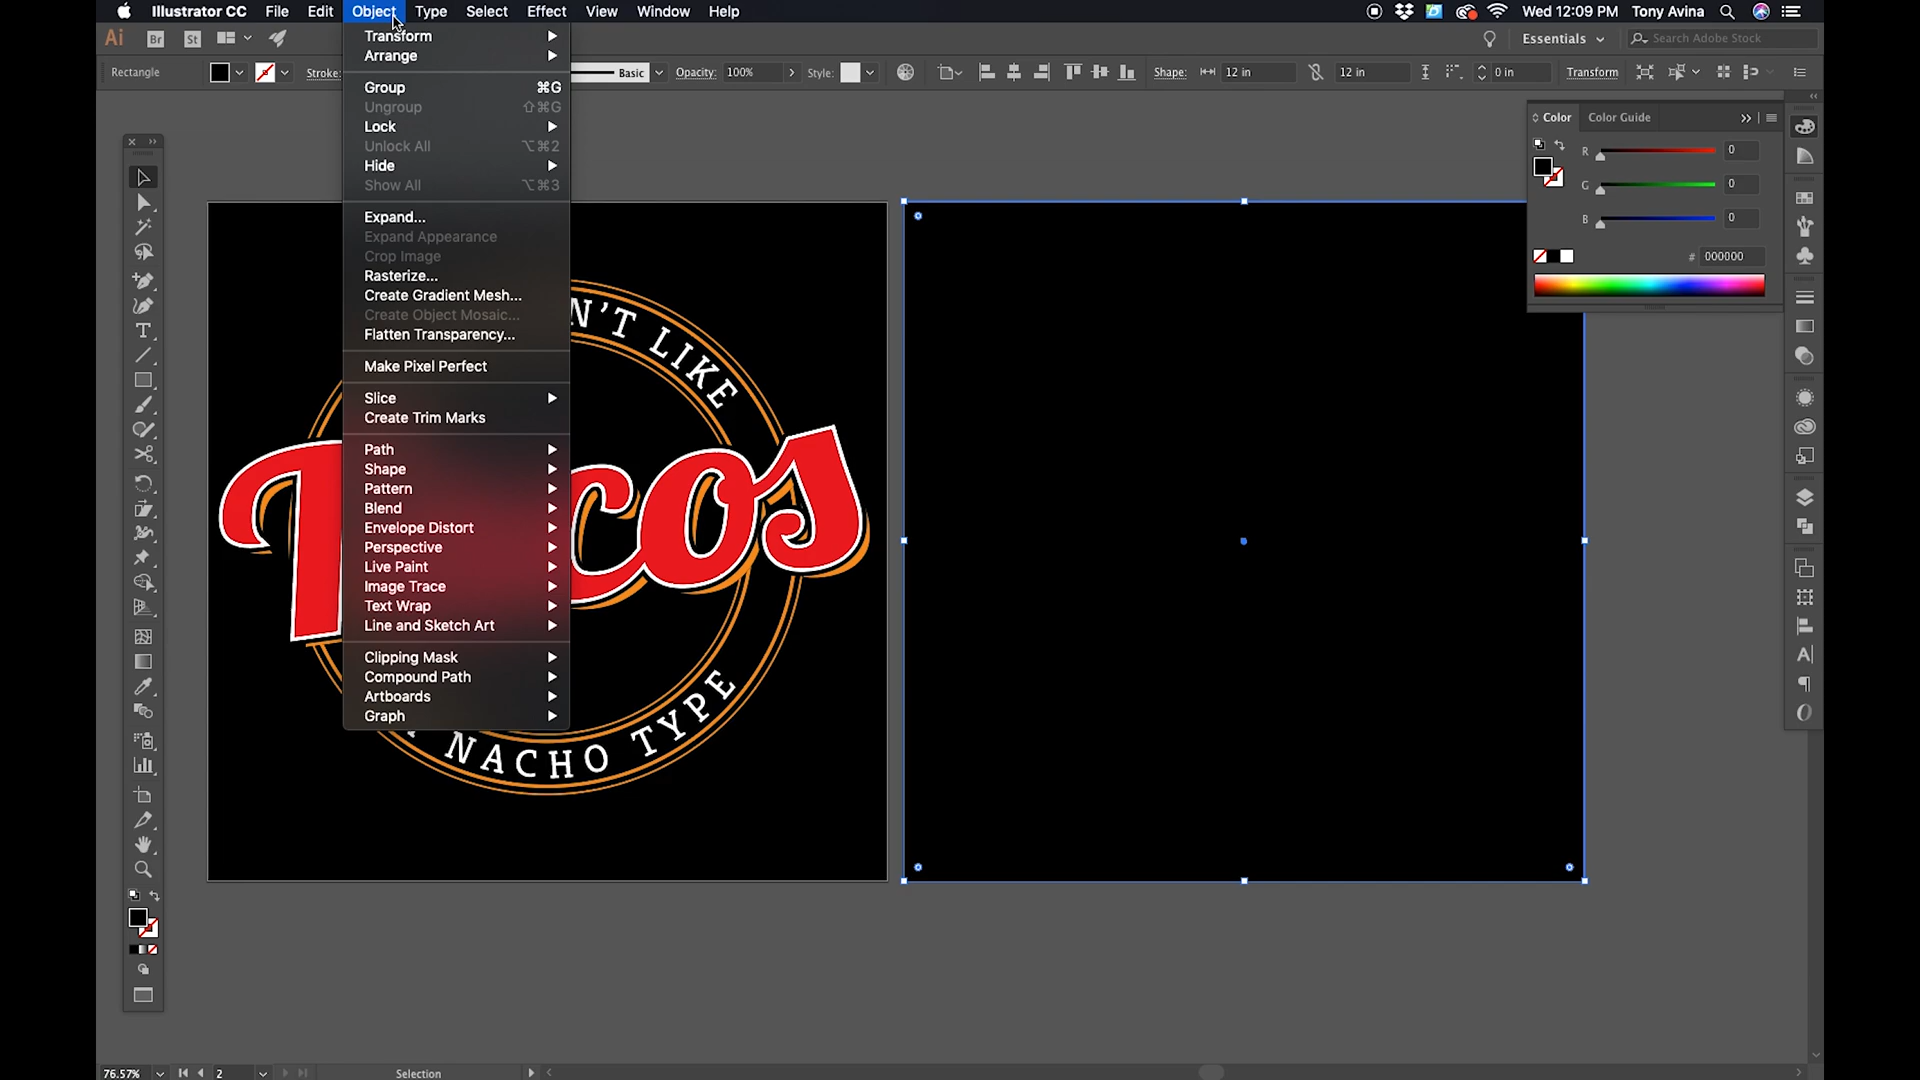 Illustrator CC File Edit Object Type Select Effect View Window Help
Wed 12:09 PM Tony Avina
Ai Br St
Essentials
Search Adobe Stock
Rectangle
Stroke:
Basic
Opacity: 100%
Style:
Shape: 12 in 12 in
0 in
Transform
Transform
Arrange
Group ⌘G
Ungroup ⇧⌘G
Lock
Unlock All ⌥⌘2
Hide
Show All ⌥⌘3
Expand...
Expand Appearance
Crop Image
Rasterize...
Create Gradient Mesh...
Create Object Mosaic...
Flatten Transparency...
Make Pixel Perfect
Slice
Create Trim Marks
Path
Shape
Pattern
Blend
Envelope Distort
Perspective
Live Paint
Image Trace
Text Wrap
Line and Sketch Art
Clipping Mask
Compound Path
Artboards
Graph
Color Color Guide
R 0
G 0
B 0
# 000000
N'T LIKE
T cos
NACHO TYPE
76.57% 2 Selection